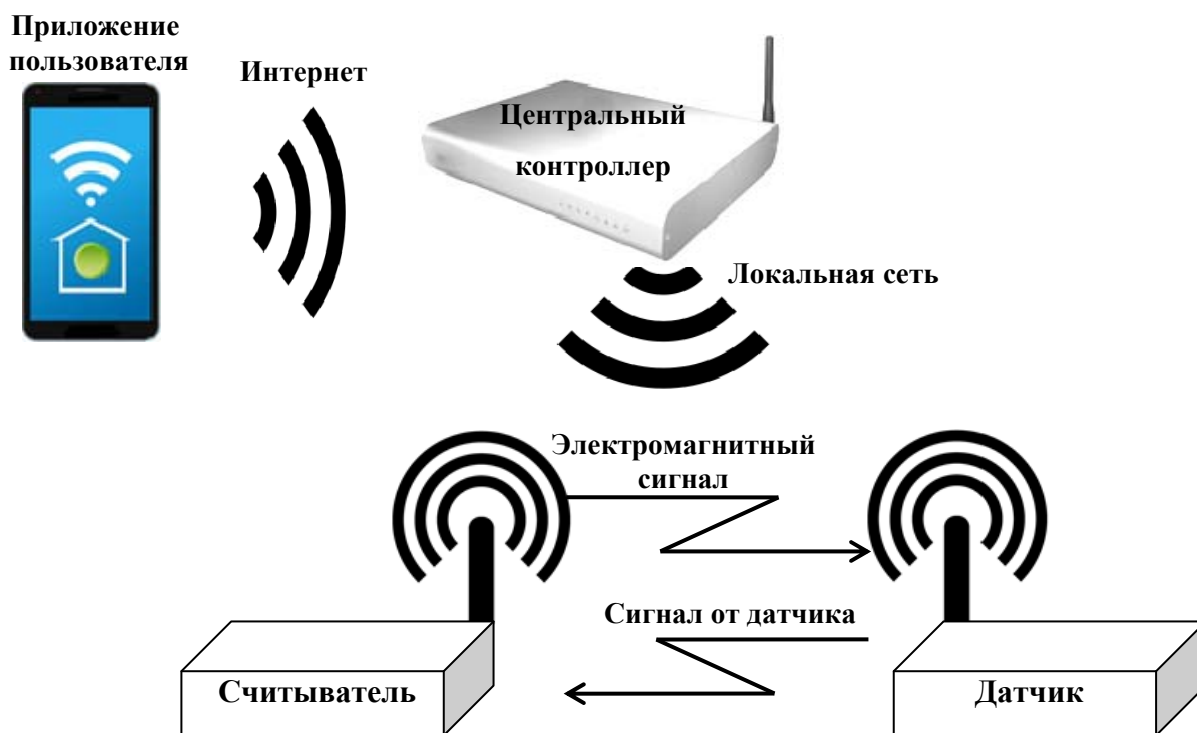 Приложение
пользователя
Интернет
Центральный
контроллер
Локальная сеть
Электромагнитный
сигнал
Сигнал от датчика
Считыватель
Датчик